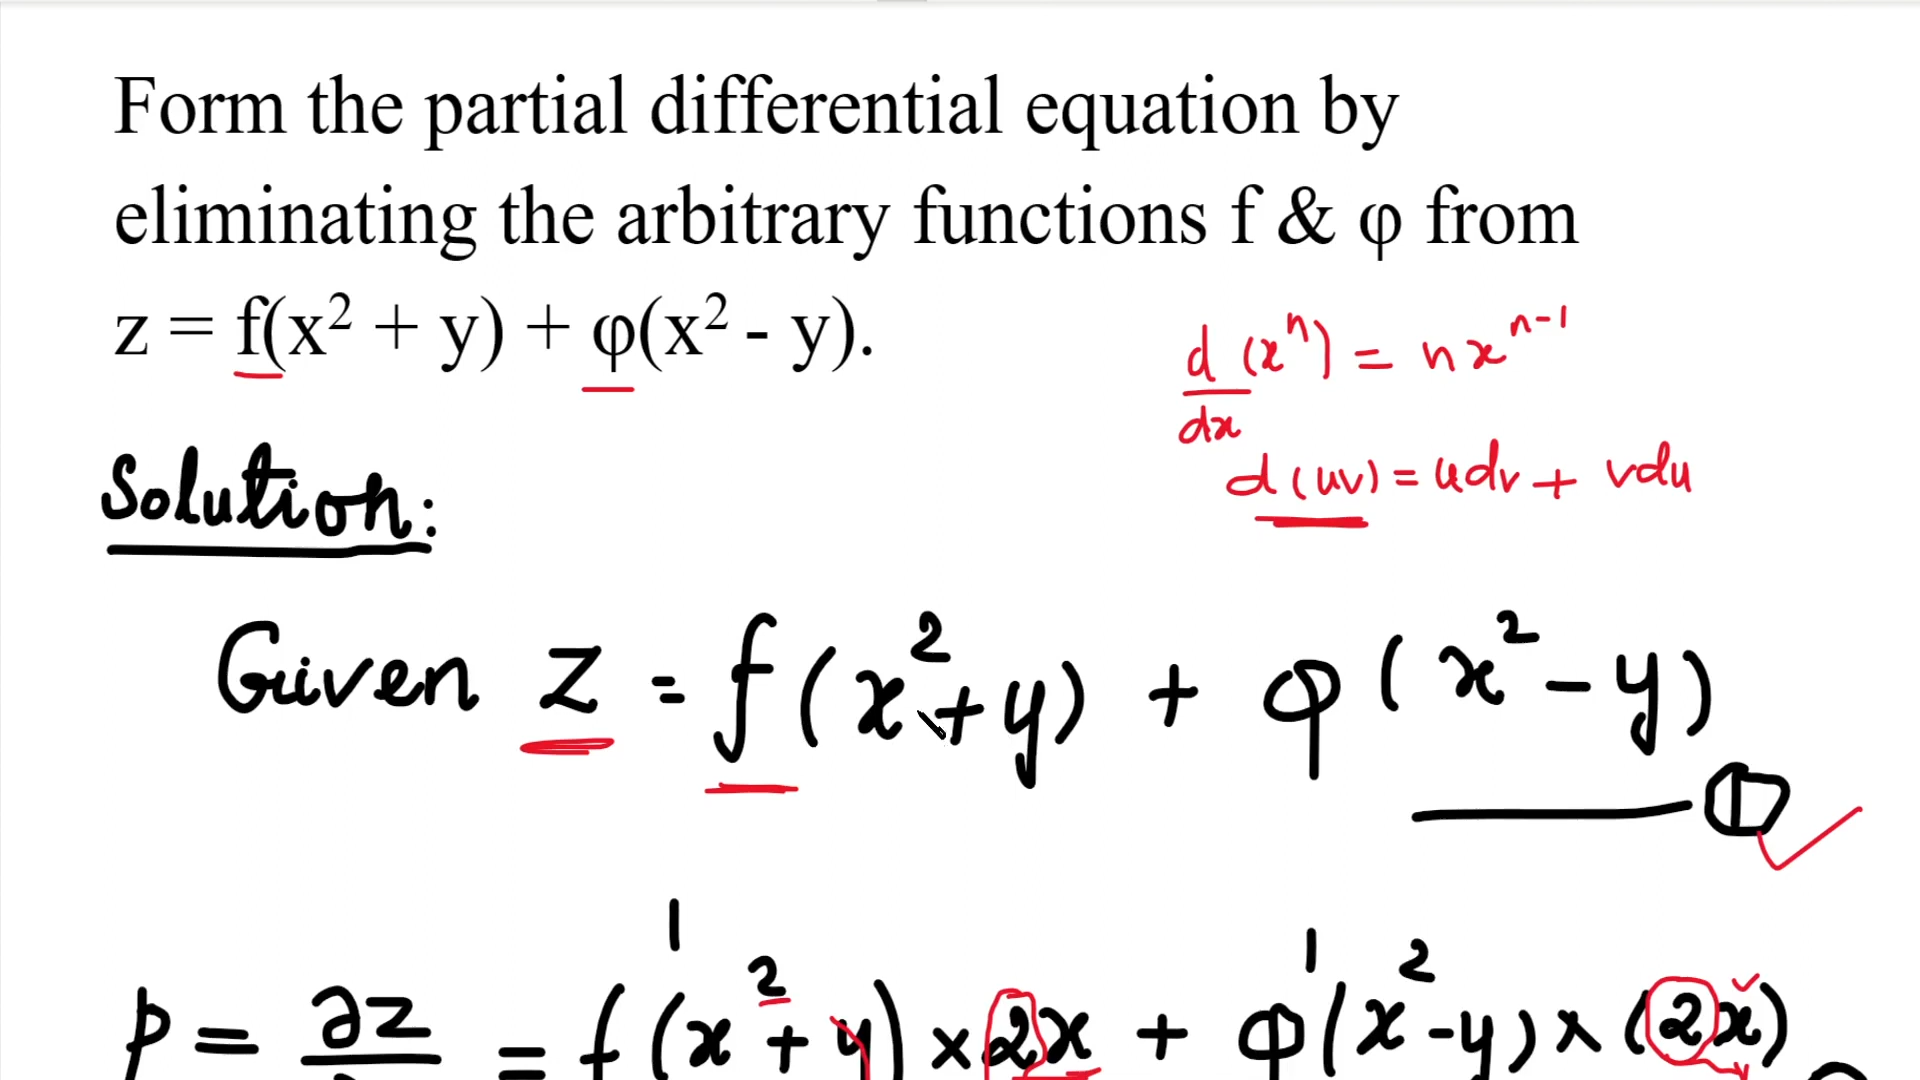 Form the partial differential equation by
eliminating the arbitrary functions f & φ from
z = f(x² + y) + φ(x² - y).
d/dx (xⁿ) = n xⁿ⁻¹
d(uv) = udv + vdu
Solution:
Given z = f(x²+y) + φ(x²-y)
①
p = ∂z = f'(x²+y) × 2x + φ'(x²-y) × (2x)